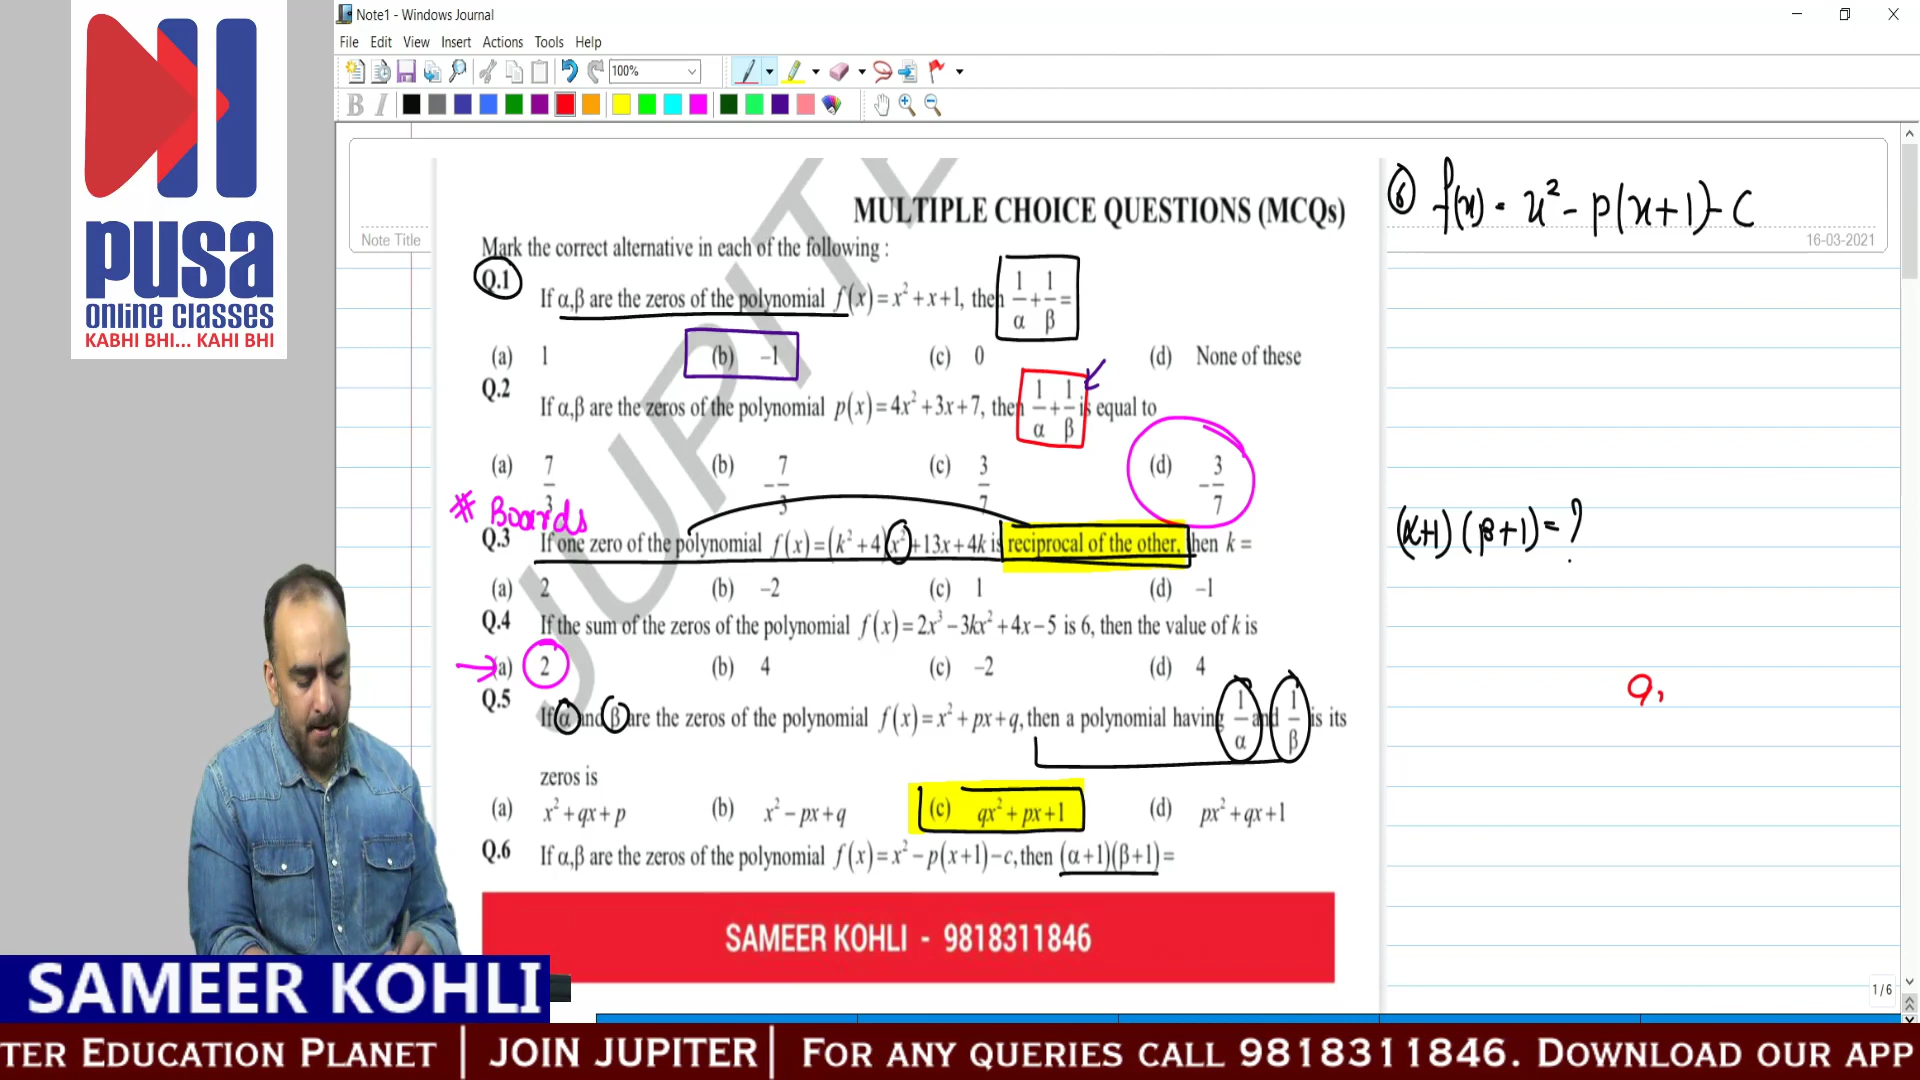 Note1 - Windows Journal
File Edit View Insert Actions Tools Help
100%
PUSA
ONLINE CLASSES
KABHI BHI... KAHI BHI
Note Title
16-03-2021
JUPITE
MULTIPLE CHOICE QUESTIONS (MCQs)
Mark the correct alternative in each of the following :
Q.1 If α,β are the zeros of the polynomial f(x) = x² + x + 1, then 1/α + 1/β =
(a) 1 (b) –1 (c) 0 (d) None of these
Q.2 If α,β are the zeros of the polynomial p(x) = 4x² + 3x + 7, then 1/α + 1/β is equal to
(a) 7/3 (b) –7/3 (c) 3/7 (d) –3/7
# Boards
Q.3 If one zero of the polynomial f(x) = (k² + 4)x² + 13x + 4k is reciprocal of the other, then k =
(a) 2 (b) –2 (c) 1 (d) –1
Q.4 If the sum of the zeros of the polynomial f(x) = 2x³ – 3kx² + 4x – 5 is 6, then the value of k is
(a) 2 (b) 4 (c) –2 (d) 4
Q.5 If α and β are the zeros of the polynomial f(x) = x² + px + q, then a polynomial having 1/α and 1/β is its
zeros is
(a) x² + qx + p (b) x² – px + q (c) qx² + px + 1 (d) px² + qx + 1
Q.6 If α,β are the zeros of the polynomial f(x) = x² – p(x+1) – c, then (α+1)(β+1) =
SAMEER KOHLI - 9818311846
⑥ f(x) = x² – p(x+1) – c
(α+1)(β+1) = ?
1 / 6
SAMEER KOHLI
TER EDUCATION PLANET | JOIN JUPITER | FOR ANY QUERIES CALL 9818311846. DOWNLOAD OUR APP